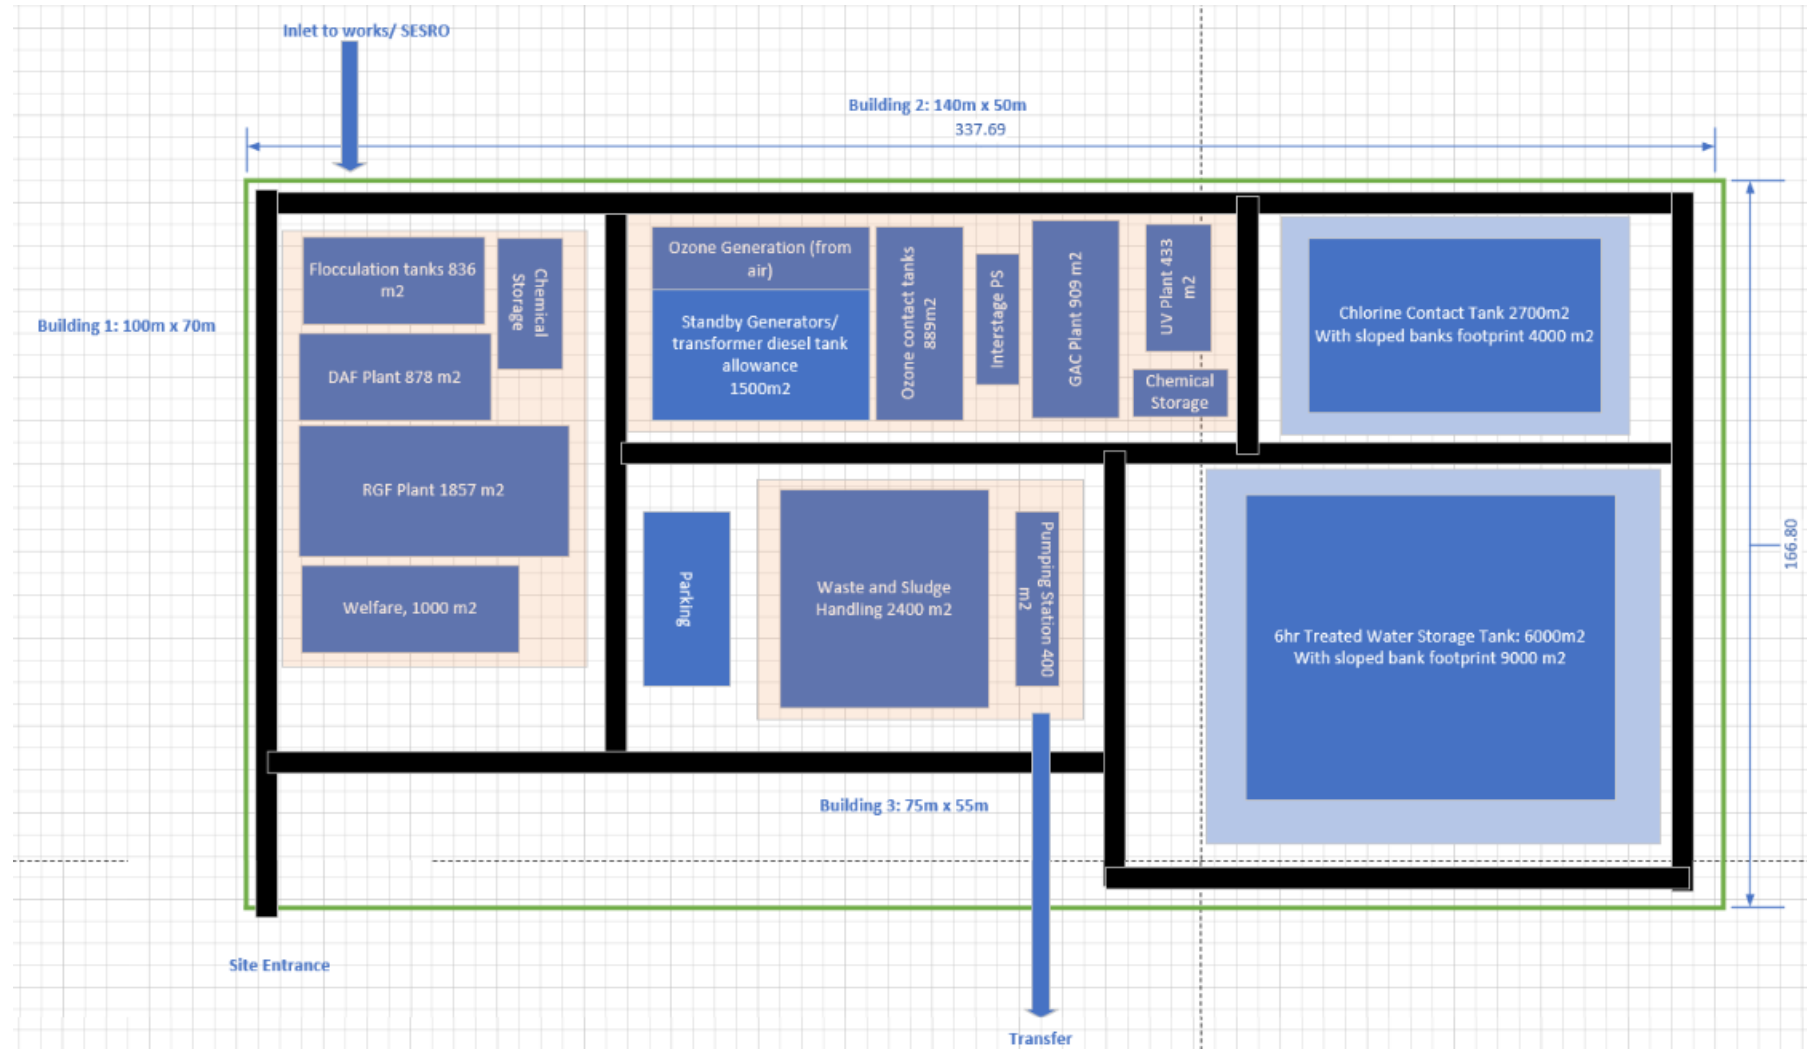 Inlet to works/ SESRO
Building 2: 140m x 50m
337.69
Building 1: 100m x 70m
Flocculation tanks 836
m2
Chemical
Storage
DAF Plant 878 m2
RGF Plant 1857 m2
Welfare, 1000 m2
Ozone Generation (from
air)
Standby Generators/
transformer diesel tank
allowance
1500m2
Ozone contact tanks
889m2
Interstage PS
GAC Plant 909 m2
UV Plant 433
m2
Chemical
Storage
Chlorine Contact Tank 2700m2
With sloped banks footprint 4000 m2
Parking
Waste and Sludge
Handling 2400 m2
Pumping Station 400
m2
6hr Treated Water Storage Tank: 6000m2
With sloped bank footprint 9000 m2
166.80
Building 3: 75m x 55m
Site Entrance
Transfer